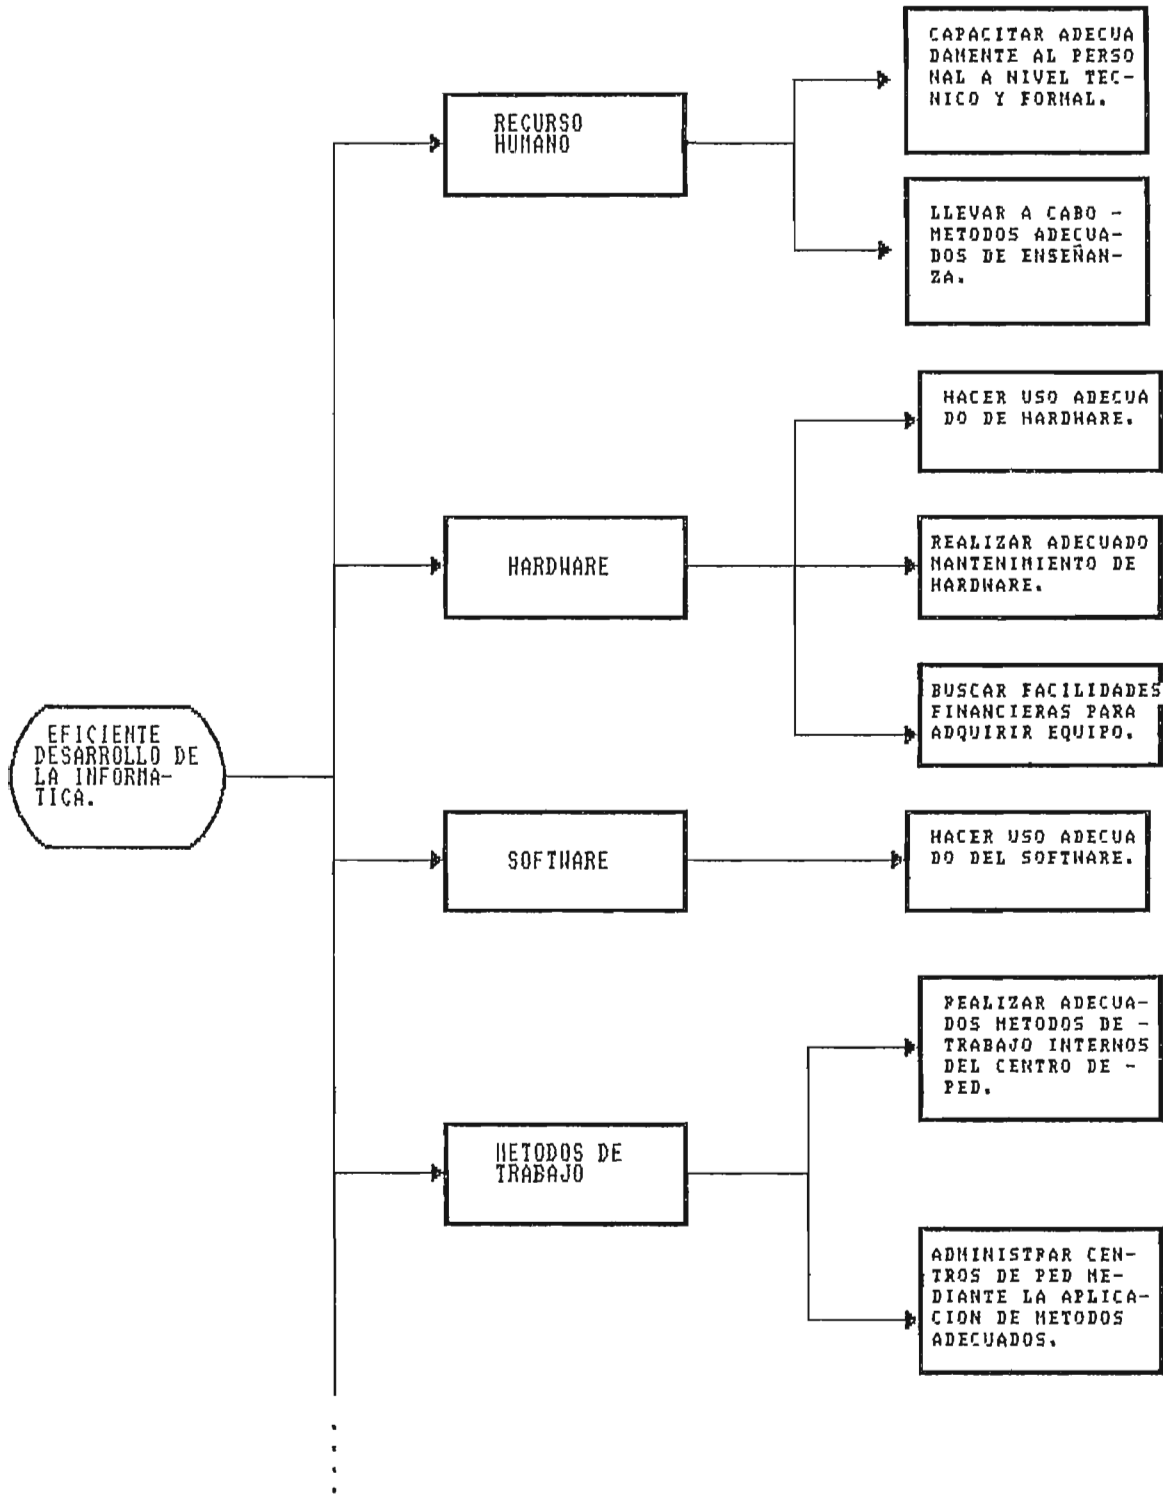 CAPACITAR ADECUA
DAMENTE AL PERSO
NAL A NIVEL TEC-
NICO Y FORMAL.
RECURSO
HUMANO
LLEVAR A CABO -
METODOS ADECUA-
DOS DE ENSEÑAN-
ZA.
HACER USO ADECUA
DO DE HARDWARE.
HARDWARE
REALIZAR ADECUADO
MANTENIMIENTO DE
HARDWARE.
BUSCAR FACILIDADES
FINANCIERAS PARA
ADQUIRIR EQUIPO.
EFICIENTE
DESARROLLO DE
LA INFORMA-
TICA.
SOFTWARE
HACER USO ADECUA
DO DEL SOFTWARE.
REALIZAR ADECUA-
DOS METODOS DE -
TRABAJO INTERNOS
DEL CENTRO DE -
PED.
METODOS DE
TRABAJO
ADMINISTRAR CEN-
TROS DE PED ME-
DIANTE LA APLICA-
CION DE METODOS
ADECUADOS.